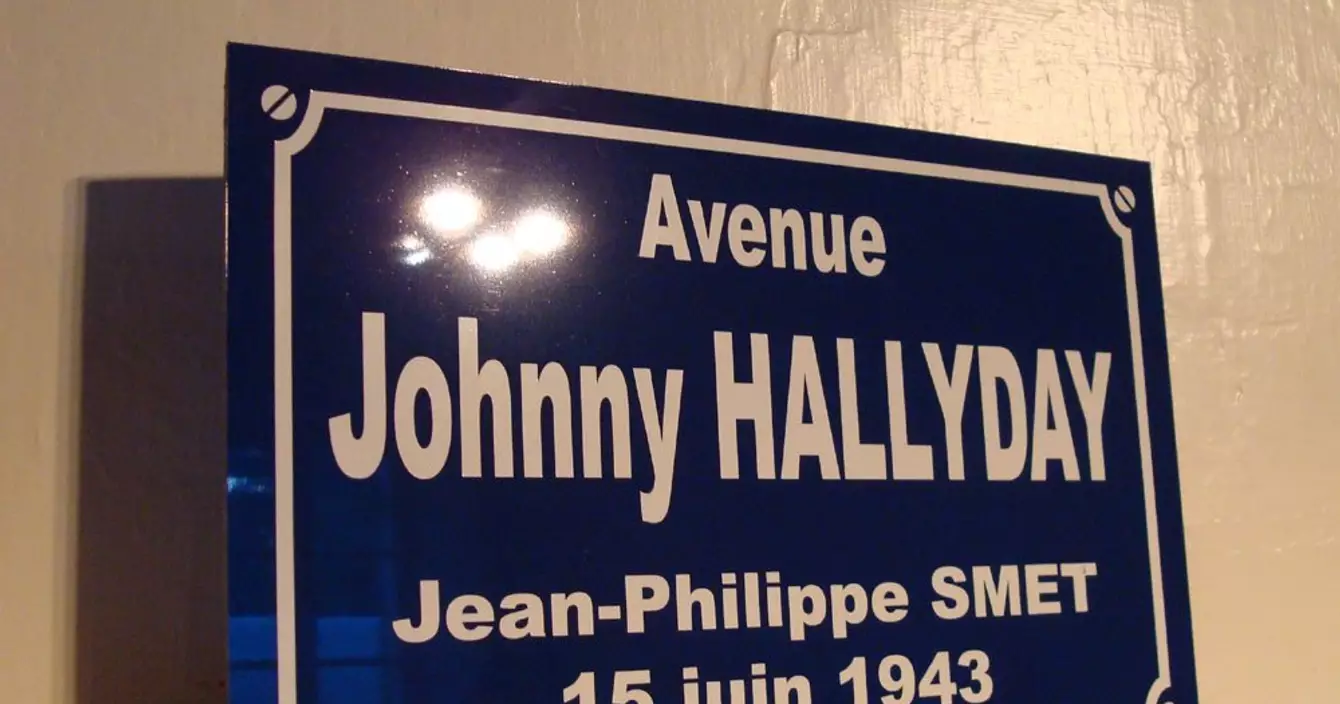 Avenue
Johnny HALLYDAY
Jean-Philippe SMET
15 juin 1943